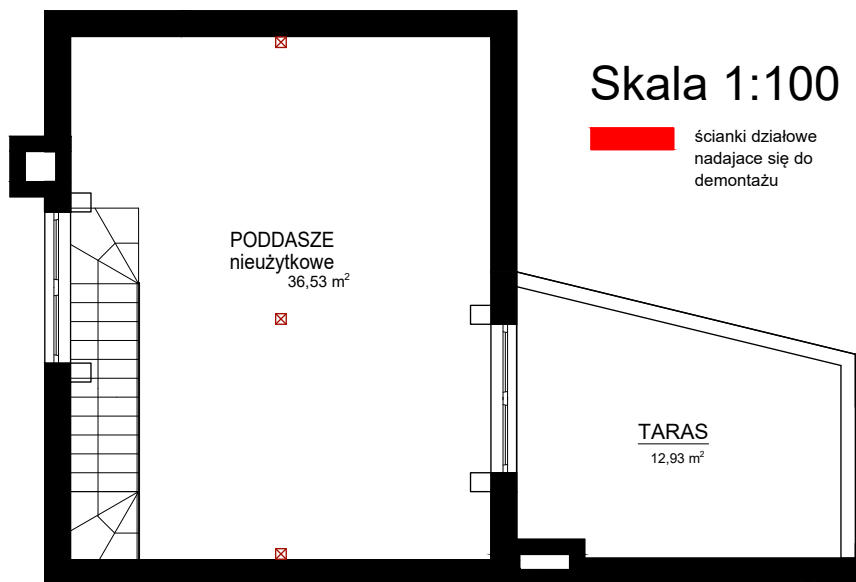 Skala 1:100
ścianki działowe
nadajace się do
demontażu
PODDASZE
nieużytkowe
36,53 m²
TARAS
12,93 m²